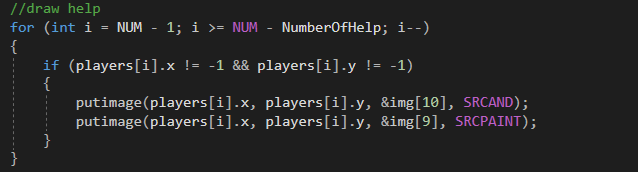 //draw help
for (int i = NUM - 1; i >= NUM - NumberOfHelp; i--)
{
    if (players[i].x != -1 && players[i].y != -1)
    {
        putimage(players[i].x, players[i].y, &img[10], SRCAND);
        putimage(players[i].x, players[i].y, &img[9], SRCPAINT);
    }
}